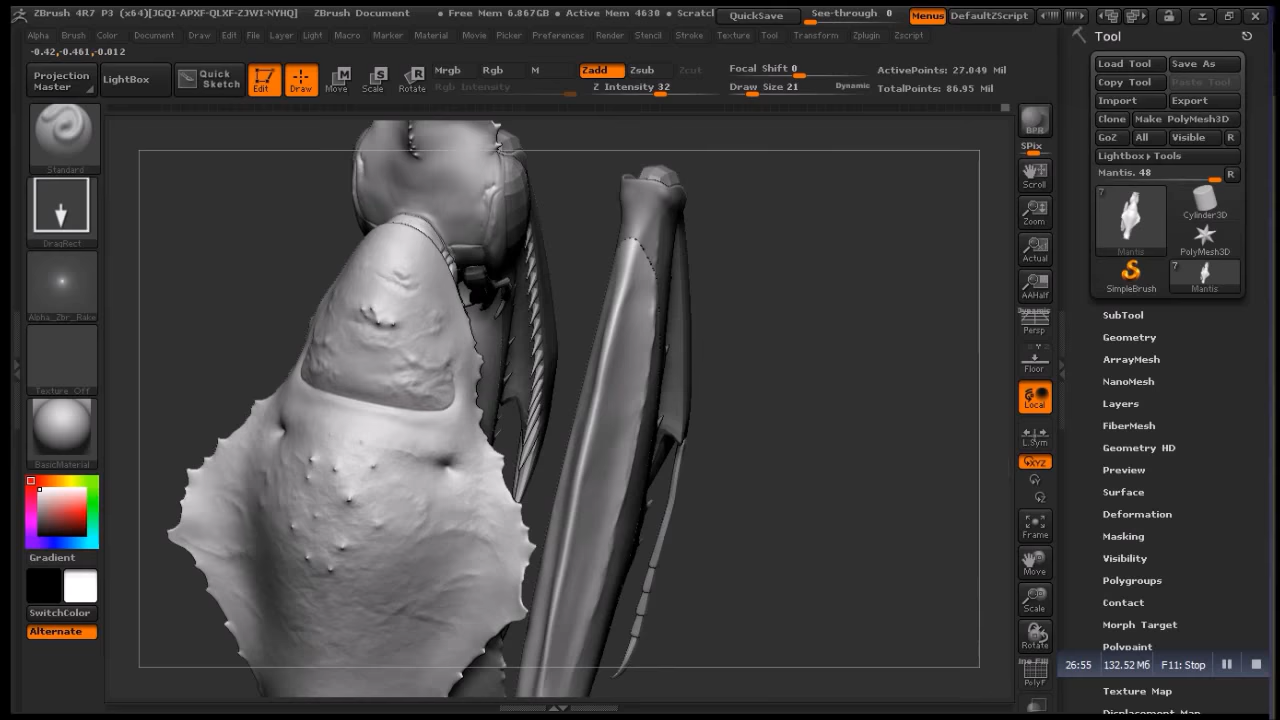 ZBrush 4R7 P3 (x64)[JGQI-APXF-QLXF-ZJWI-NYHQ] ZBrush Document • Free Mem 6.867GB • Active Mem 4630 • Scratcl QuickSave See-through 0 Menus DefaultZScript
Alpha Brush Color Document Draw Edit File Layer Light Macro Marker Material Movie Picker Preferences Render Stencil Stroke Texture Tool Transform Zplugin Zscript
-0.42,-0.461,-0.012
Projection Master
LightBox
Quick Sketch
Edit
Draw
Move
Scale
Rotate
Mrgb Rgb M
Rgb Intensity
Zadd Zsub Zcut
Z Intensity 32
Focal Shift 0
Draw Size 21 Dynamic
ActivePoints: 27.049 Mil
TotalPoints: 86.95 Mil
Standard
DragRect
Alpha_Zbr_Rake
Texture Off
BasicMaterial
Gradient
SwitchColor
Alternate
BPR
SPix
Scroll
Zoom
Actual
AAHalf
Dynamic
Persp
Floor
Local
L.Sym
XYZ
Frame
Move
Scale
Rotate
PolyF
Tool
Load Tool Save As
Copy Tool Paste Tool
Import Export
Clone Make PolyMesh3D
GoZ All Visible R
Lightbox▸Tools
Mantis. 48 R
7
Mantis
Cylinder3D
PolyMesh3D
SimpleBrush
7
Mantis
SubTool
Geometry
ArrayMesh
NanoMesh
Layers
FiberMesh
Geometry HD
Preview
Surface
Deformation
Masking
Visibility
Polygroups
Contact
Morph Target
Polypaint
26:55 132.52 Мб F11: Stop
Texture Map
Displacement Map